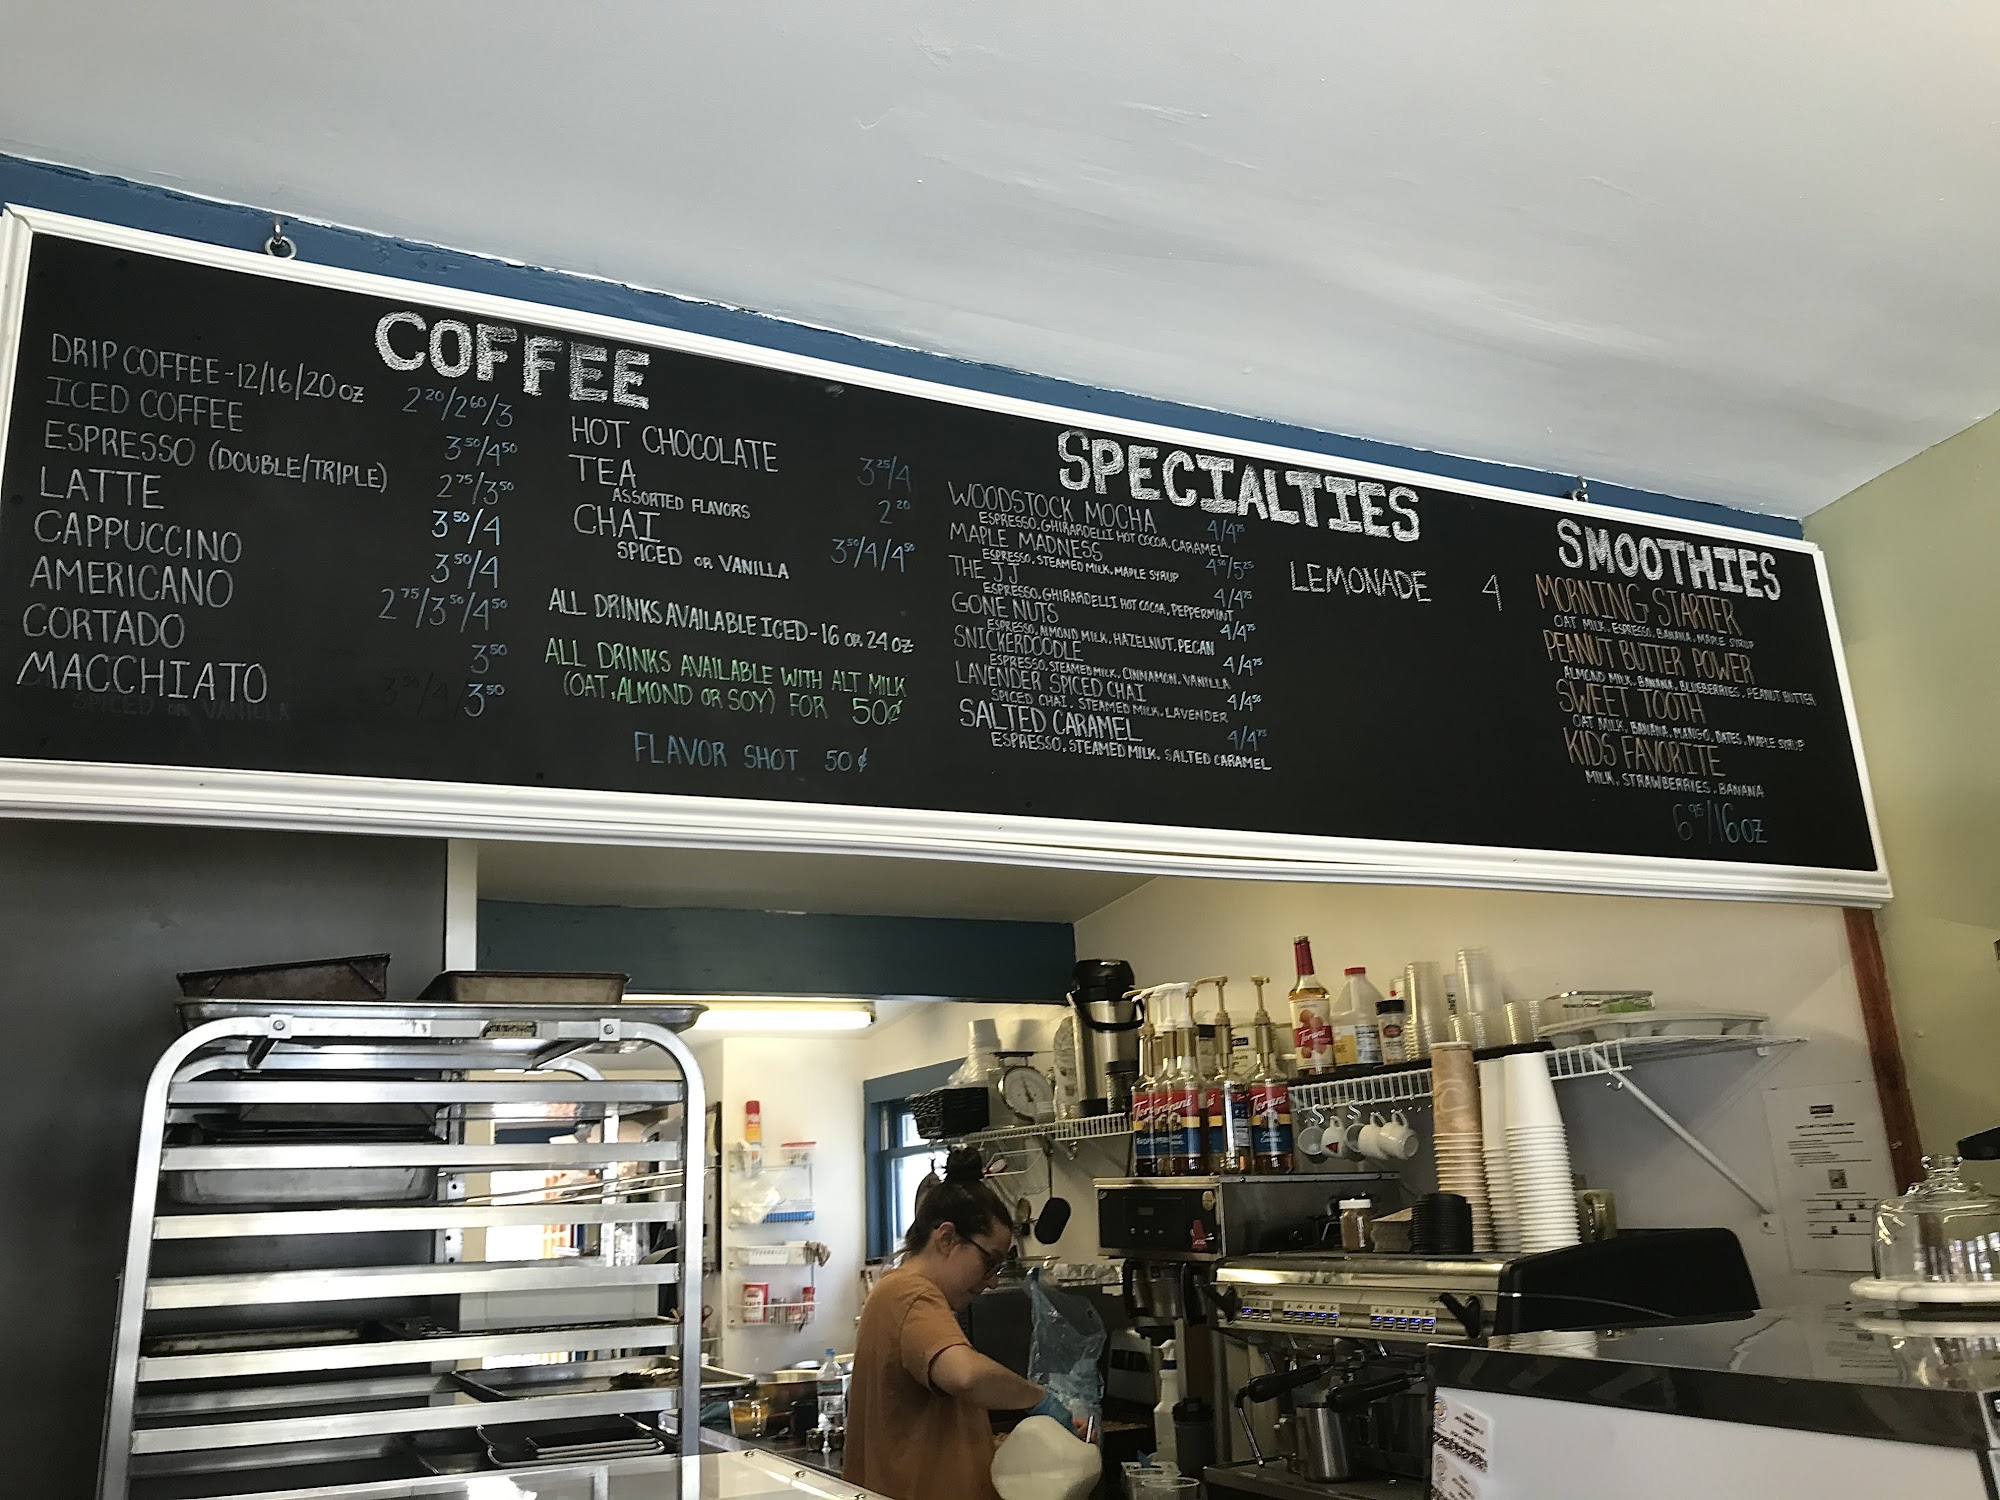 COFFEE
DRIP COFFEE - 12/16/20 OZ 2²⁰/2⁶⁰/3
ICED COFFEE 3⁵⁰/4⁵⁰
ESPRESSO (DOUBLE/TRIPLE) 2⁷⁵/3⁵⁰
LATTE 3⁵⁰/4
CAPPUCCINO 3⁵⁰/4
AMERICANO 2⁷⁵/3⁵⁰/4⁵⁰
CORTADO 3⁵⁰
MACCHIATO 3⁵⁰
SPICED OR VANILLA
HOT CHOCOLATE 3²⁵/4
TEA 2²⁰
ASSORTED FLAVORS
CHAI 3⁵⁰/4/4⁵⁰
SPICED OR VANILLA
ALL DRINKS AVAILABLE ICED - 16 OR 24 OZ
ALL DRINKS AVAILABLE WITH ALT MILK
(OAT, ALMOND OR SOY) FOR 50¢
FLAVOR SHOT 50¢
SPECIALTIES
WOODSTOCK MOCHA 4/4⁷⁵
ESPRESSO, GHIRARDELLI HOT COCOA, CARAMEL
MAPLE MADNESS 4⁵⁰/5²⁵
ESPRESSO, STEAMED MILK, MAPLE SYRUP
THE JJ 4/4⁷⁵
ESPRESSO, GHIRARDELLI HOT COCOA, PEPPERMINT
GONE NUTS 4/4⁷⁵
ESPRESSO, ALMOND MILK, HAZELNUT, PECAN
SNICKERDOODLE 4/4⁷⁵
ESPRESSO, STEAMED MILK, CINNAMON, VANILLA
LAVENDER SPICED CHAI 4/4⁵⁰
SPICED CHAI, STEAMED MILK, LAVENDER
SALTED CARAMEL 4/4⁷⁵
ESPRESSO, STEAMED MILK, SALTED CARAMEL
LEMONADE 4
SMOOTHIES
MORNING STARTER
OAT MILK, ESPRESSO, BANANA, MAPLE SYRUP
PEANUT BUTTER POWER
ALMOND MILK, BANANA, BLUEBERRIES, PEANUT BUTTER
SWEET TOOTH
OAT MILK, BANANA, MANGO, DATES, MAPLE SYRUP
KIDS FAVORITE
MILK, STRAWBERRIES, BANANA
6⁹⁵/16 OZ
Torani
Torani
Torani
Torani